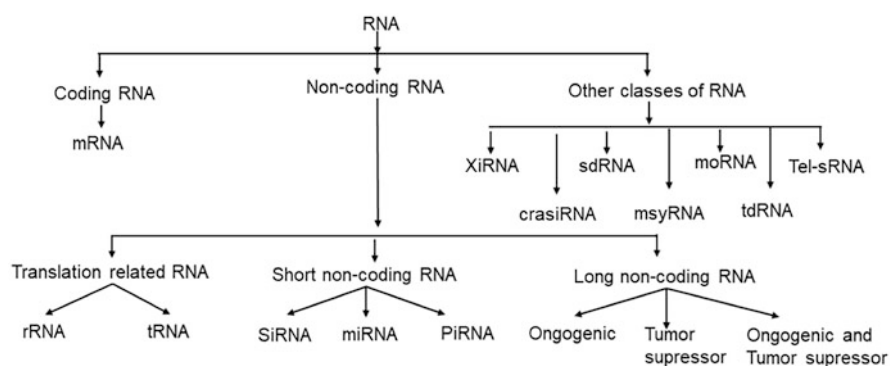 RNA
Coding RNA
Non-coding RNA
Other classes of RNA
mRNA
XiRNA
sdRNA
moRNA
Tel-sRNA
crasiRNA
msyRNA
tdRNA
Translation related RNA
Short non-coding RNA
Long non-coding RNA
rRNA
tRNA
SiRNA
miRNA
PiRNA
Ongogenic
Tumor
supressor
Ongogenic and
Tumor supressor